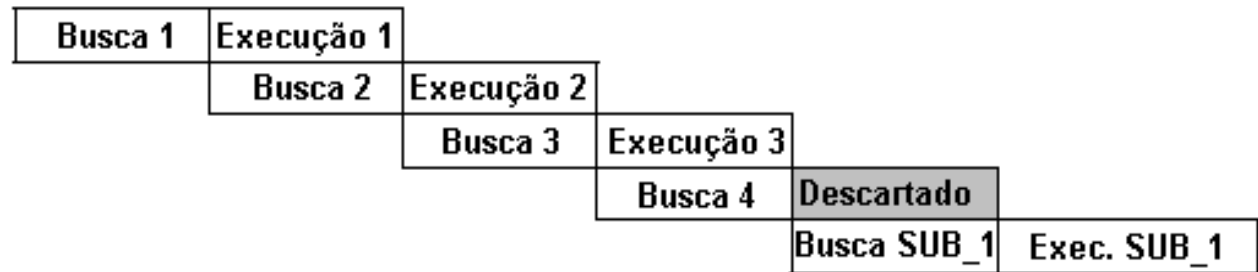 Busca 1 Execução 1
Busca 2 Execução 2
Busca 3 Execução 3
Busca 4 Descartado
Busca SUB_1 Exec. SUB_1